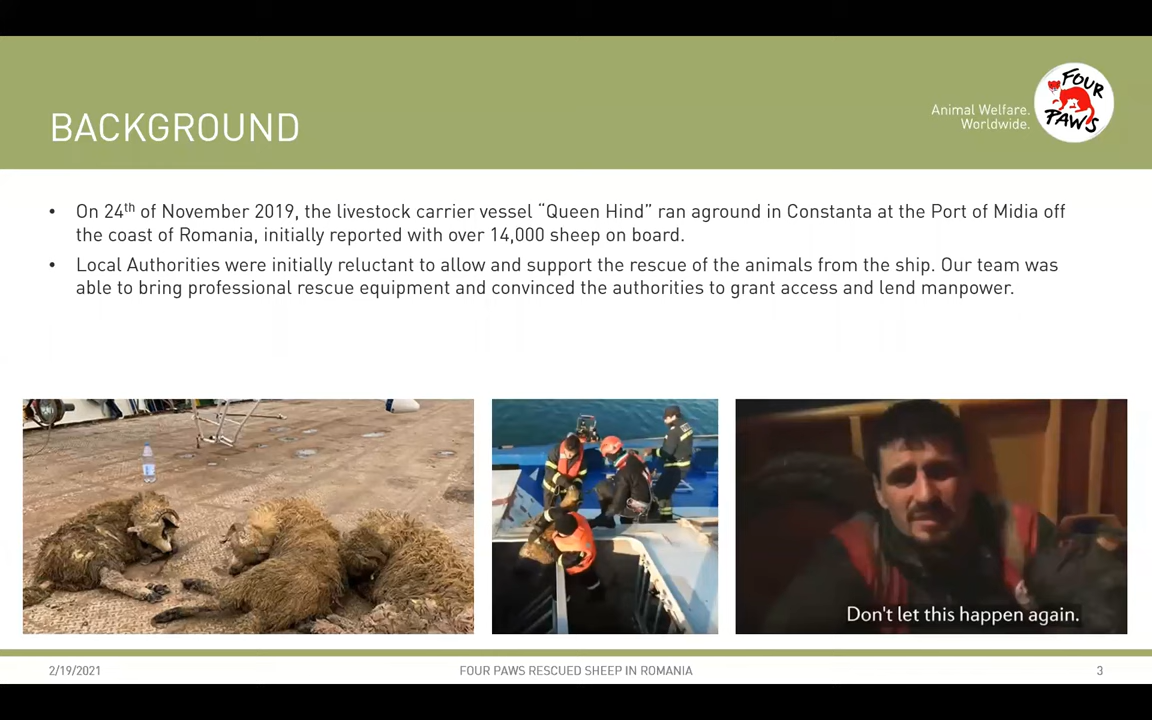 BACKGROUND
Animal Welfare.
Worldwide.
FOUR
PAWS
• On 24th of November 2019, the livestock carrier vessel “Queen Hind” ran aground in Constanta at the Port of Midia off
the coast of Romania, initially reported with over 14,000 sheep on board.
• Local Authorities were initially reluctant to allow and support the rescue of the animals from the ship. Our team was
able to bring professional rescue equipment and convinced the authorities to grant access and lend manpower.
Don't let this happen again.
2/19/2021
FOUR PAWS RESCUED SHEEP IN ROMANIA
3